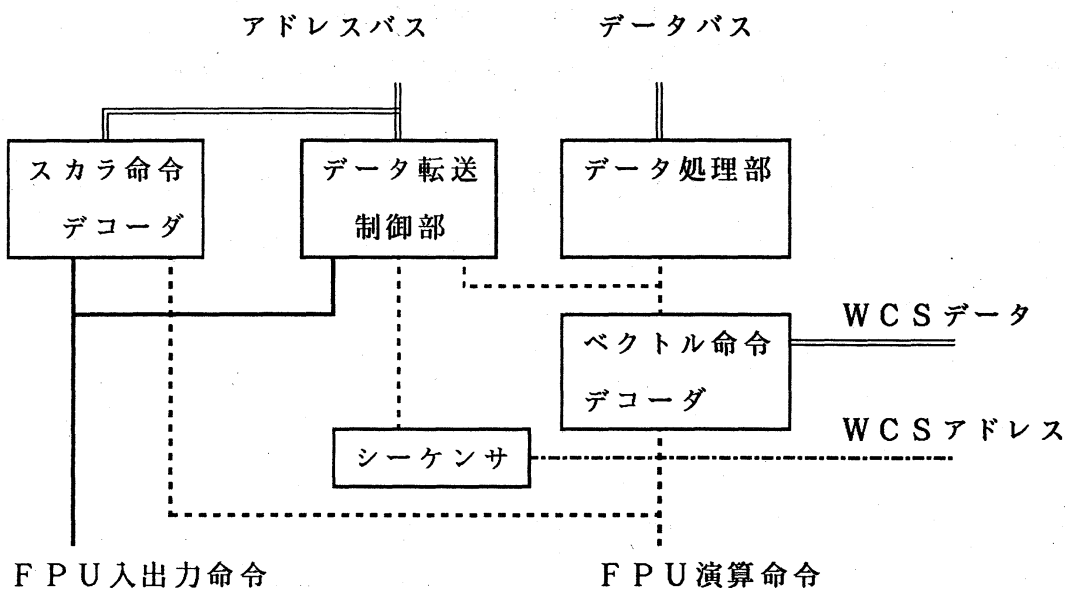 アドレスバス
データバス
スカラ命令
デコーダ
データ転送
制御部
データ処理部
ベクトル命令
デコーダ
WCSデータ
WCSアドレス
シーケンサ
FPU入出力命令
FPU演算命令